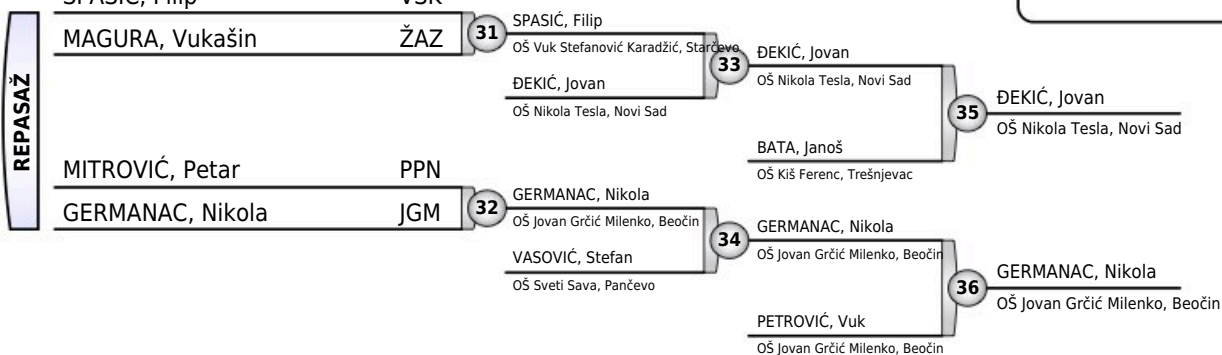 SPASIĆ, Filip VSK
MAGURA, Vukašin ŽAZ
31
SPASIĆ, Filip
OŠ Vuk Stefanović Karadžić, Starčevo
ĐEKIĆ, Jovan
OŠ Nikola Tesla, Novi Sad
33
ĐEKIĆ, Jovan
OŠ Nikola Tesla, Novi Sad
BATA, Janoš
OŠ Kiš Ferenc, Trešnjevac
35
ĐEKIĆ, Jovan
OŠ Nikola Tesla, Novi Sad
REPASAŽ
MITROVIĆ, Petar PPN
GERMANAC, Nikola JGM
32
GERMANAC, Nikola
OŠ Jovan Grčić Milenko, Beočin
VASOVIĆ, Stefan
OŠ Sveti Sava, Pančevo
34
GERMANAC, Nikola
OŠ Jovan Grčić Milenko, Beočin
PETROVIĆ, Vuk
OŠ Jovan Grčić Milenko, Beočin
36
GERMANAC, Nikola
OŠ Jovan Grčić Milenko, Beočin